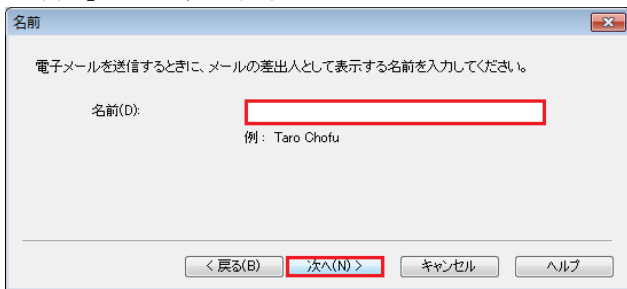 名前
電子メールを送信するときに、メールの差出人として表示する名前を入力してください。
名前(D):
例： Taro Chofu
< 戻る(B) 次へ(N) > キャンセル ヘルプ